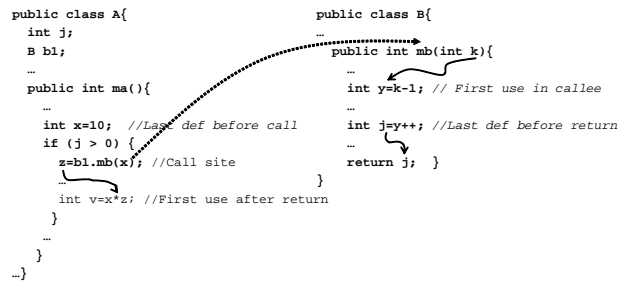 public class A{
int j;
B b1;
…
public int ma(){
…
int x=10; //Last def before call
if (j > 0) {
z=b1.mb(x); //Call site
…
int v=x*z; //First use after return
}
…
}
…}
public class B{
…
public int mb(int k){
…
int y=k-1; // First use in callee
…
int j=y++; //Last def before return
…
return j; }
}